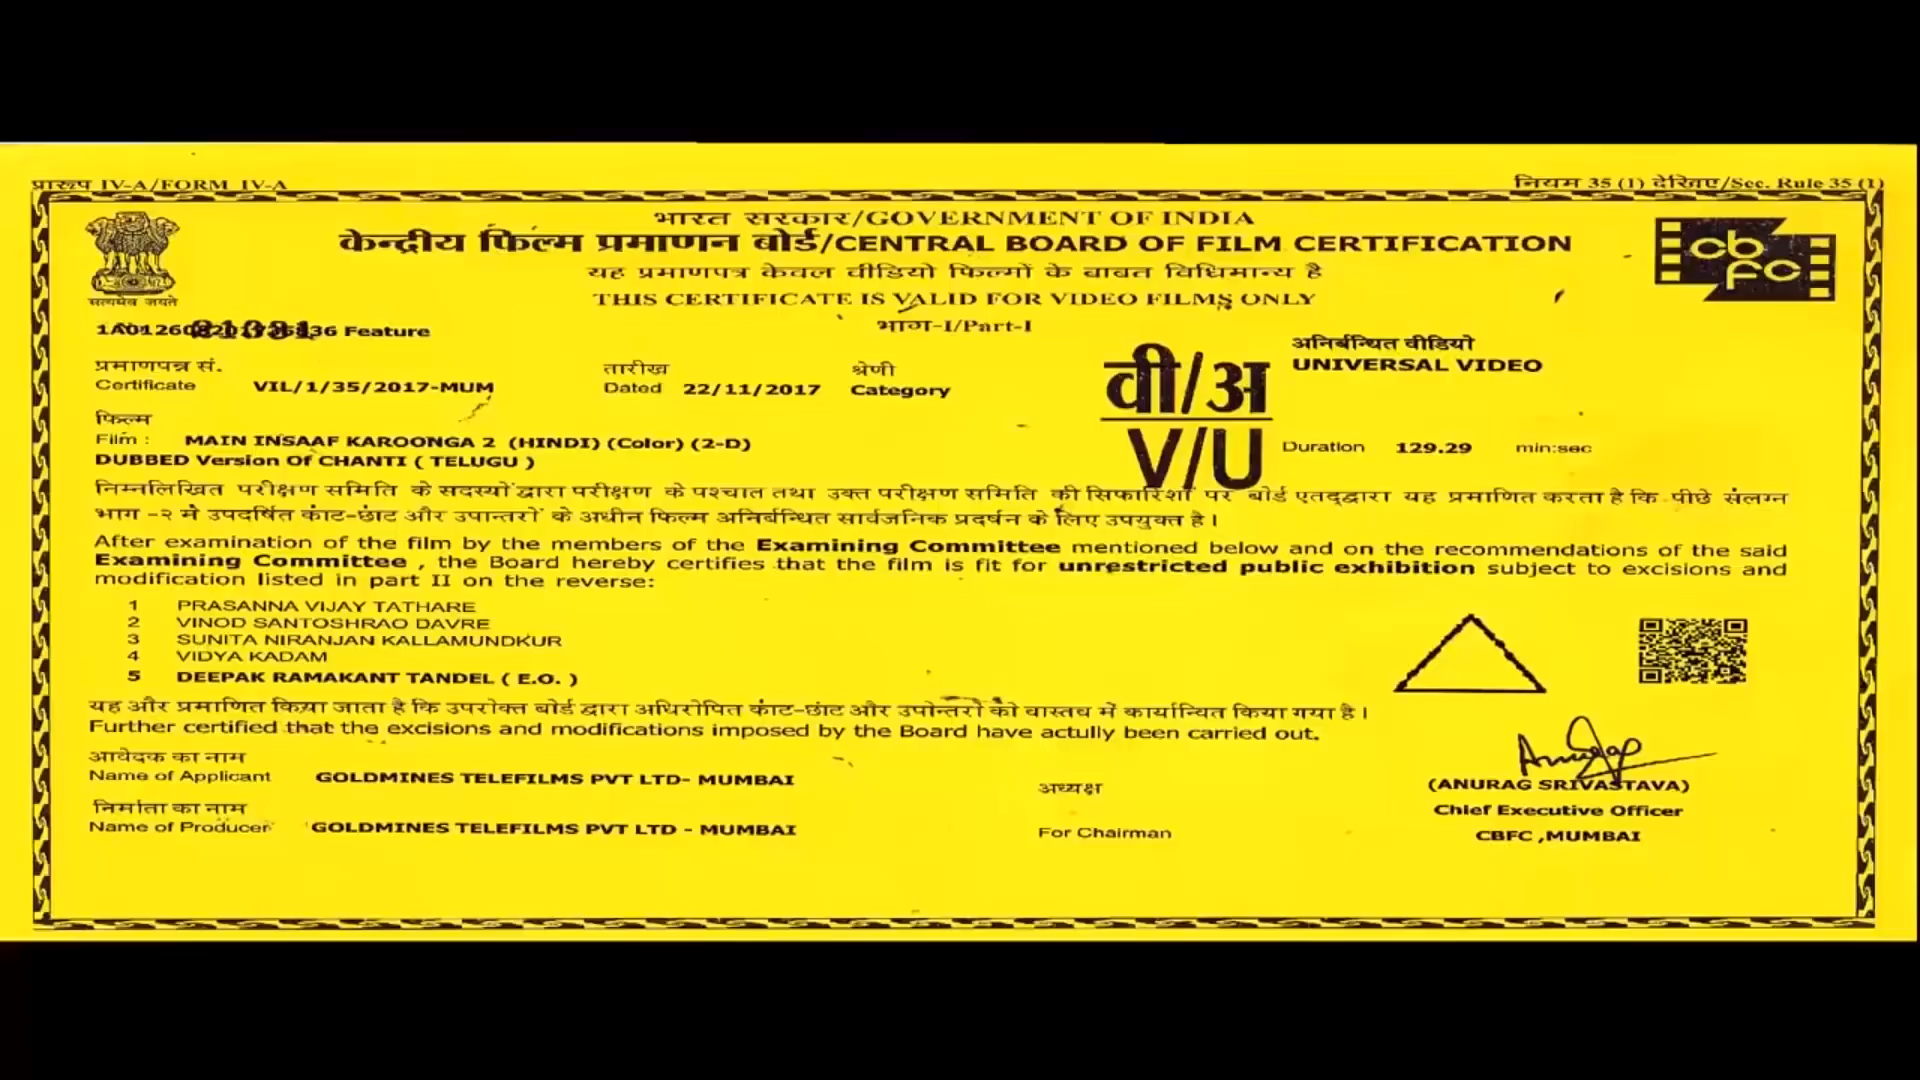 प्रारूप IV-A/FORM IV-A
नियम 35 (1) देखिए/Sec. Rule 35 (1)
भारत सरकार/GOVERNMENT OF INDIA
केन्द्रीय फिल्म प्रमाणन बोर्ड/CENTRAL BOARD OF FILM CERTIFICATION
cb
fc
यह प्रमाणपत्र केवल वीडियो फिल्मों के बाबत विधिमान्य है
सत्यमेव जयते
THIS CERTIFICATE IS VALID FOR VIDEO FILMS ONLY
Feature
भाग-I/Part-I
अनिर्बन्धित वीडियो
UNIVERSAL VIDEO
प्रमाणपत्र सं. तारीख श्रेणी
Certificate VIL/1/35/2017-MUM Dated 22/11/2017 Category
वी/अ
V/U
फिल्म
Film : MAIN INSAAF KAROONGA 2 (HINDI) (Color) (2-D) Duration 129.29 min:sec
DUBBED Version Of CHANTI ( TELUGU )
निम्नलिखित परीक्षण समिति के सदस्यों द्वारा परीक्षण के पश्चात तथा उक्त परीक्षण समिति की सिफारिशों पर बोर्ड एतद्द्वारा यह प्रमाणित करता है कि पीछे संलग्न
भाग -२ में उपदर्षित कांट-छांट और उपान्तरों के अधीन फिल्म अनिर्बन्धित सार्वजनिक प्रदर्षन के लिए उपयुक्त है।
After examination of the film by the members of the Examining Committee mentioned below and on the recommendations of the said
Examining Committee , the Board hereby certifies that the film is fit for unrestricted public exhibition subject to excisions and
modification listed in part II on the reverse:
1 PRASANNA VIJAY TATHARE
2 VINOD SANTOSHRAO DAVRE
3 SUNITA NIRANJAN KALLAMUNDKUR
4 VIDYA KADAM
5 DEEPAK RAMAKANT TANDEL ( E.O. )
यह और प्रमाणित किया जाता है कि उपरोक्त बोर्ड द्वारा अधिरोपित कांट-छांट और उपान्तरों को वास्तव में कार्यान्वित किया गया है।
Further certified that the excisions and modifications imposed by the Board have actully been carried out.
आवेदक का नाम
Name of Applicant GOLDMINES TELEFILMS PVT LTD- MUMBAI
अध्यक्ष
(ANURAG SRIVASTAVA)
निर्माता का नाम
Chief Executive Officer
Name of Producer GOLDMINES TELEFILMS PVT LTD - MUMBAI
For Chairman
CBFC ,MUMBAI